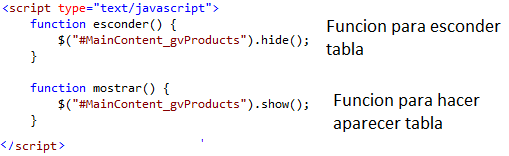 <script type="text/javascript">
    function esconder() {
        $("#MainContent_gvProducts").hide();
    }
Funcion para esconder
tabla
    function mostrar() {
        $("#MainContent_gvProducts").show();
    }
Funcion para hacer
aparecer tabla
</script>